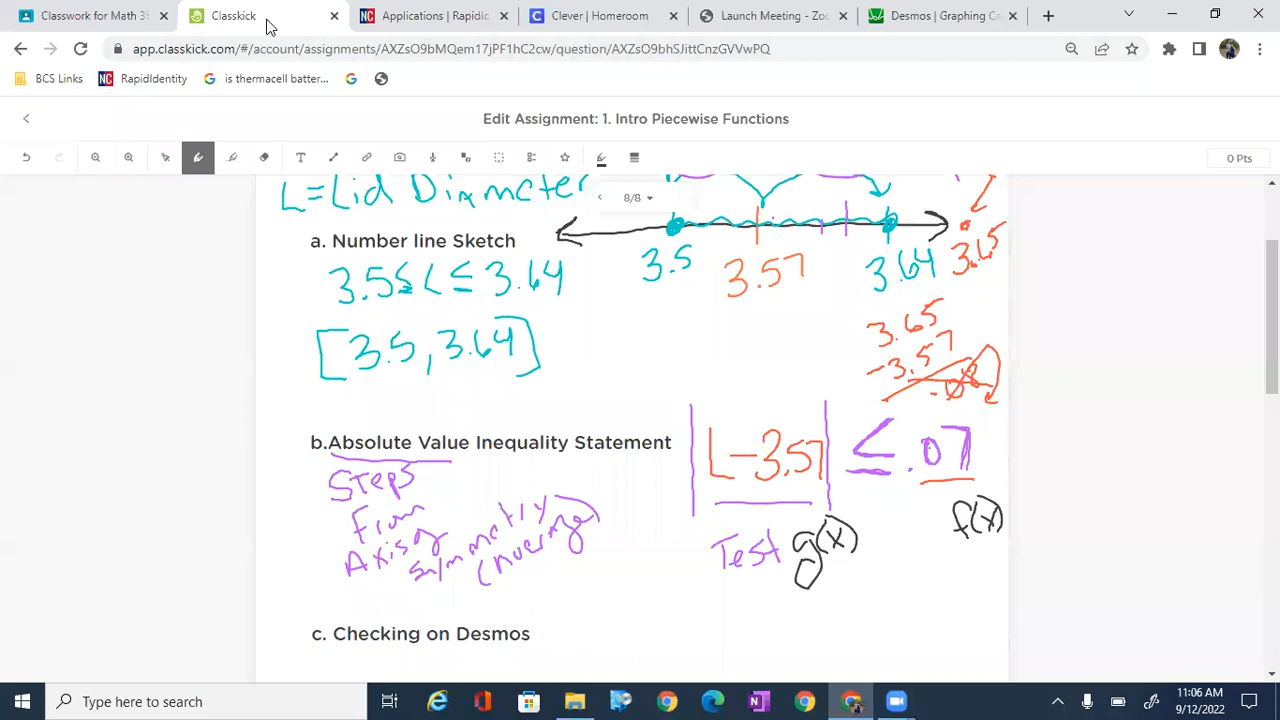 Classwork for Math 3
Classkick
Applications | Rapidic
Clever | Homeroom
Launch Meeting - Zoo
Desmos | Graphing Ca
app.classkick.com/#/account/assignments/AXZsO9bMQem17jPF1hC2cw/question/AXZsO9bhSJittCnzGVVwPQ
BCS Links
RapidIdentity
is thermacell batter...
Edit Assignment: 1. Intro Piecewise Functions
0 Pts
8/8
L=Lid Diameter
a. Number line Sketch
3.5 3.57 3.64 3.65
3.5 ≤ L ≤ 3.64
[3.5, 3.64]
3.65
-3.57
b. Absolute Value Inequality Statement
|L-3.57| ≤ .07
Steps
From
Axis of
Symmetry
(Average)
Test g(x)
f(x)
c. Checking on Desmos
Type here to search
11:06 AM
9/12/2022